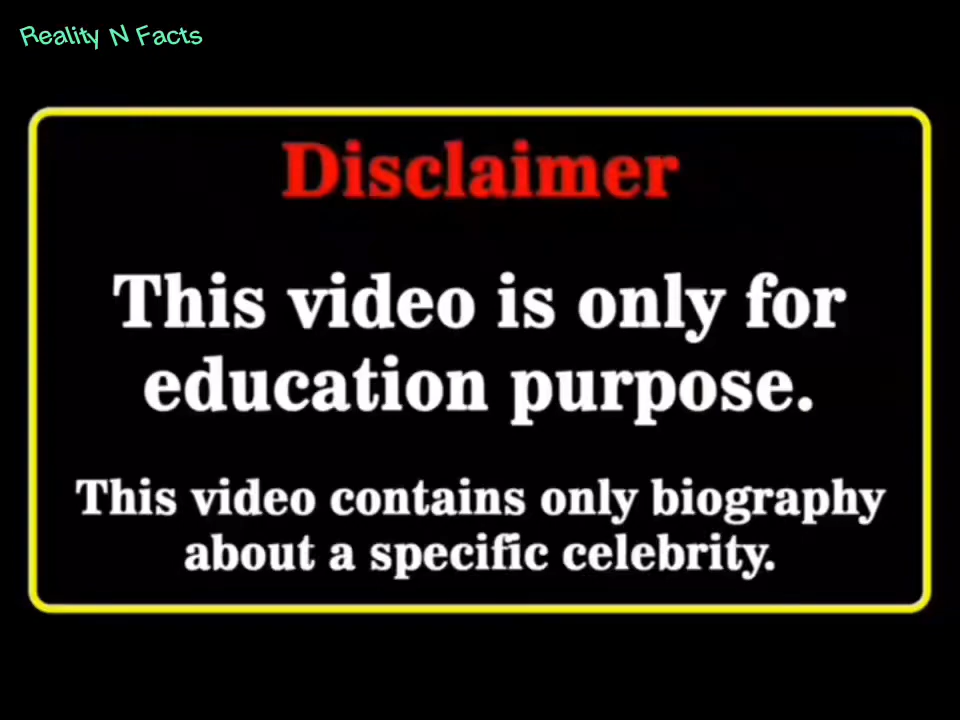 Reality N Facts
Disclaimer
This video is only for
education purpose.
This video contains only biography
about a specific celebrity.